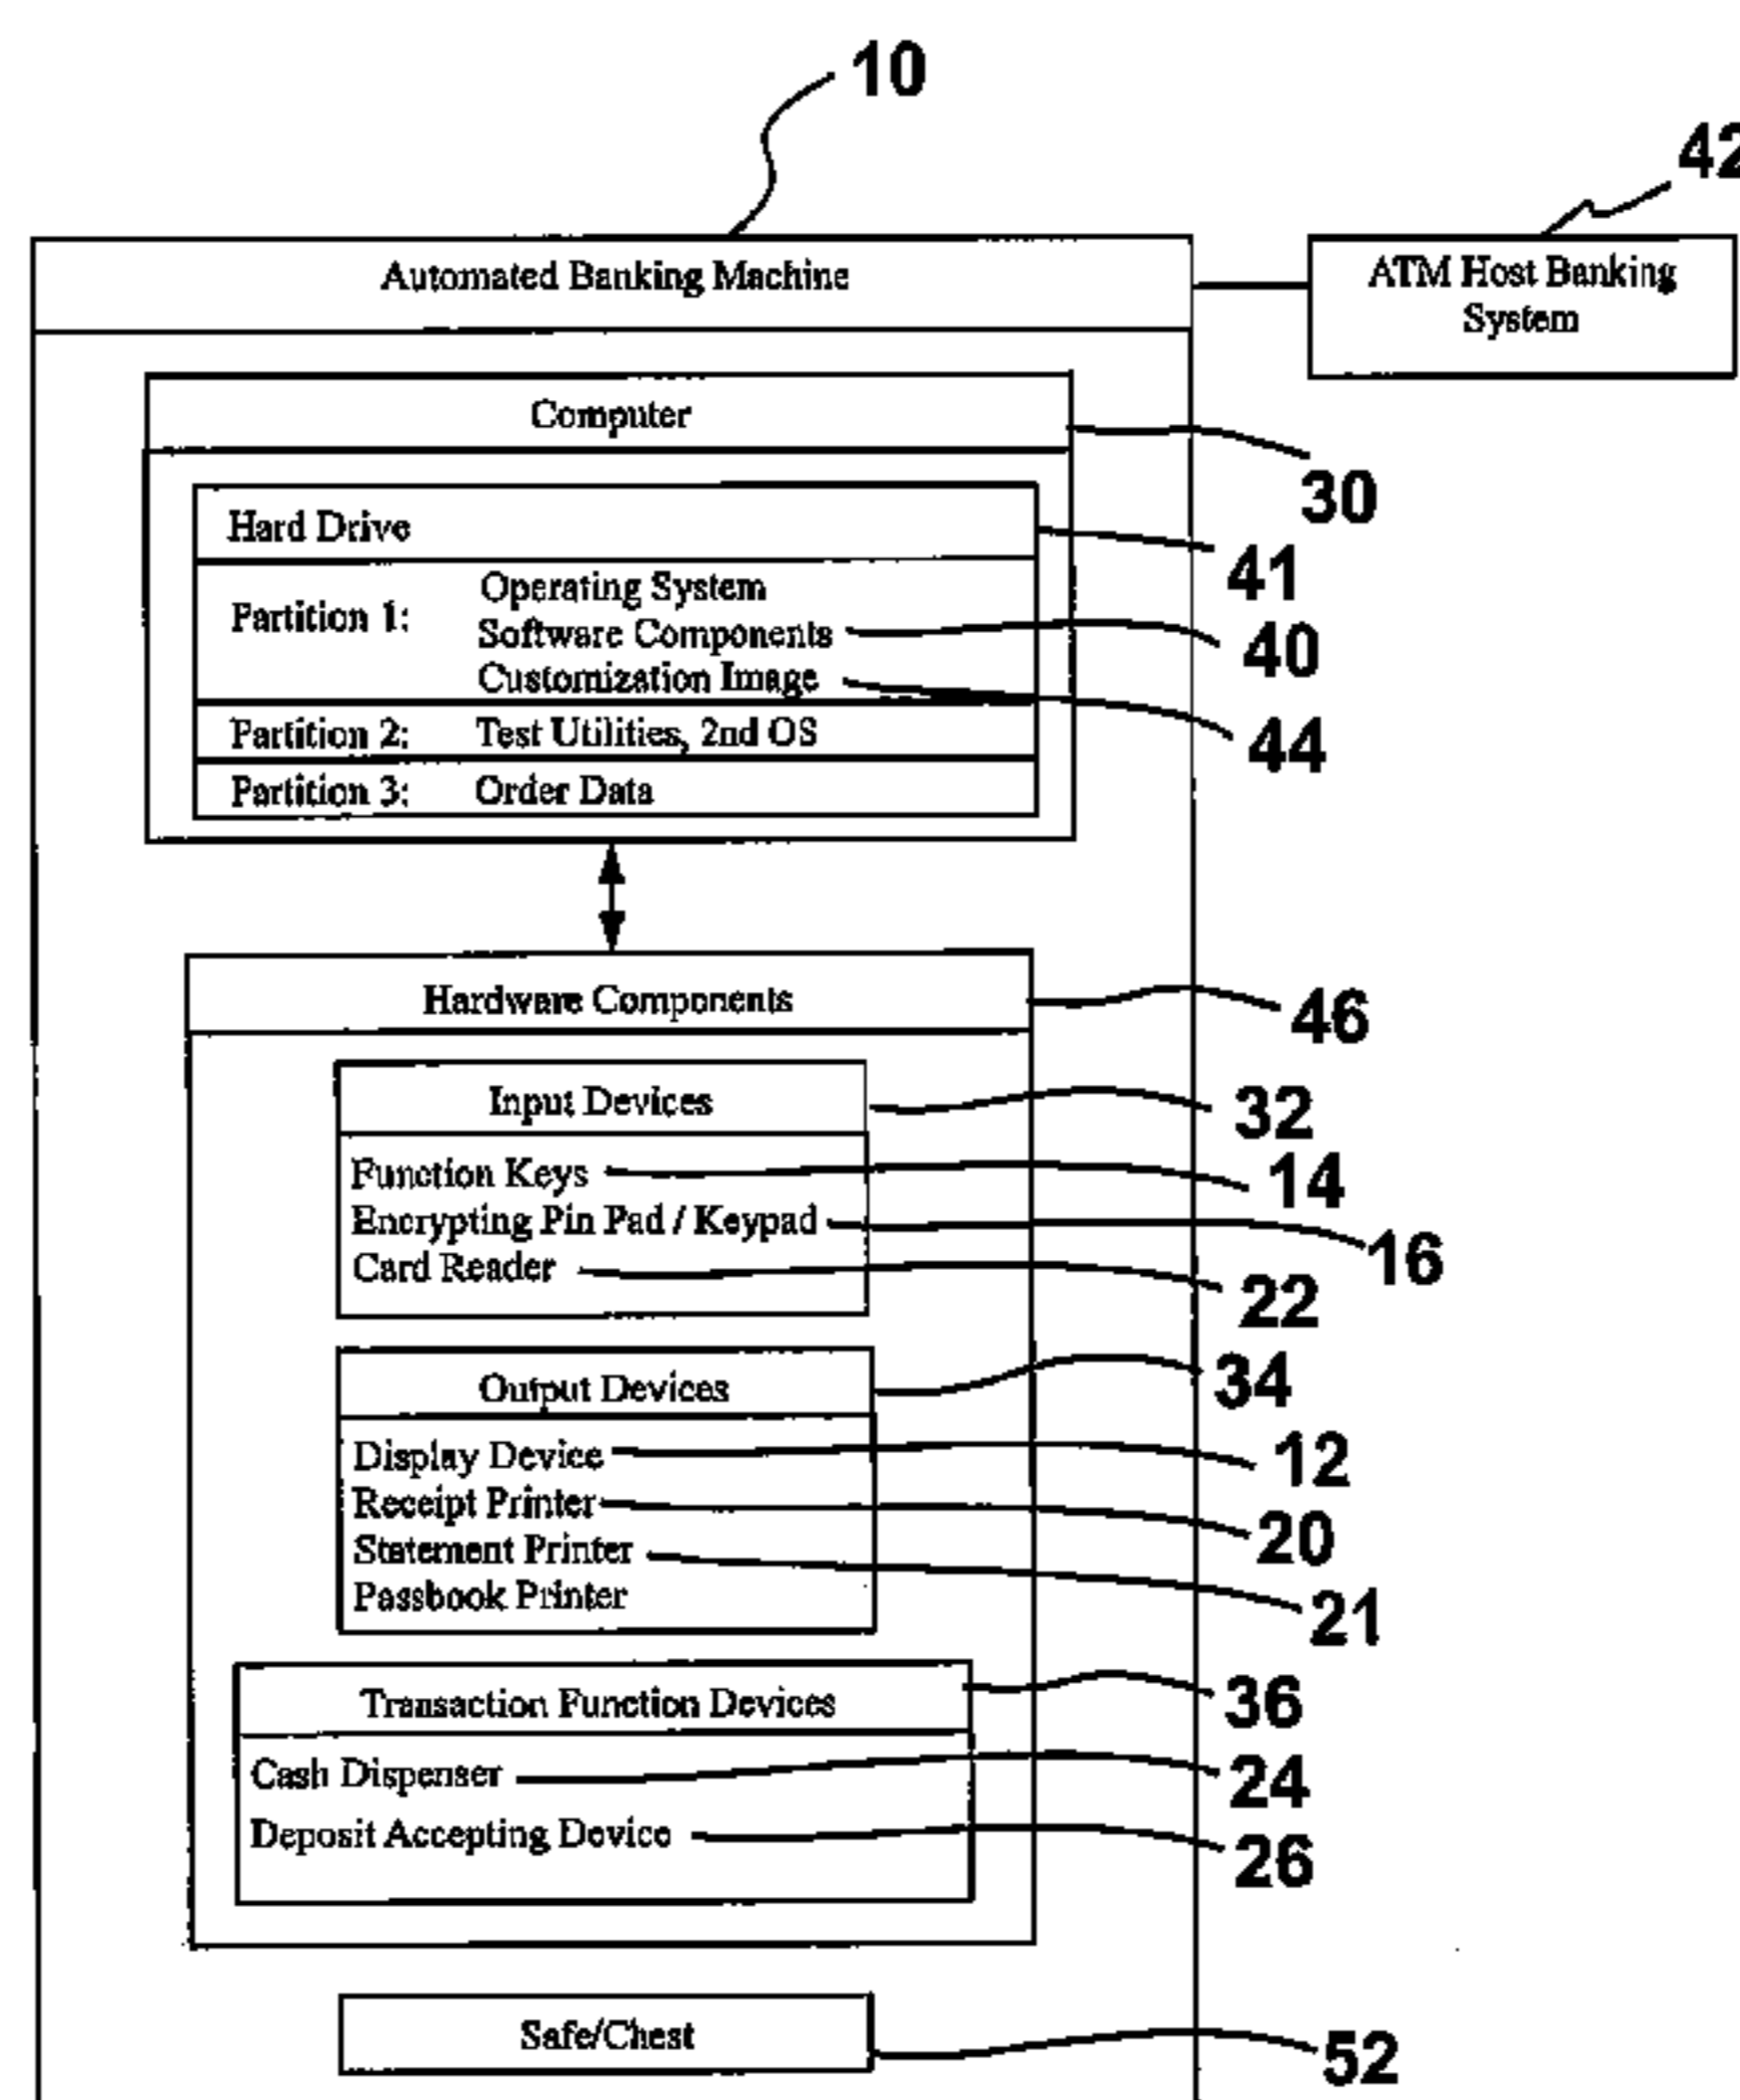 10
42
Automated Banking Machine
ATM Host Banking
System
Computer
30
Hard Drive
41
Partition 1:
Operating System
Software Components
40
Customization Image
44
Partition 2: Test Utilities, 2nd OS
Partition 3: Order Data
Hardware Components
46
Input Devices
32
Function Keys
14
Encrypting Pin Pad / Keypad
16
Card Reader
22
Output Devices
34
Display Device
12
Receipt Printer
20
Statement Printer
21
Passbook Printer
Transaction Function Devices
36
Cash Dispenser
24
Deposit Accepting Device
26
Safe/Chest
52